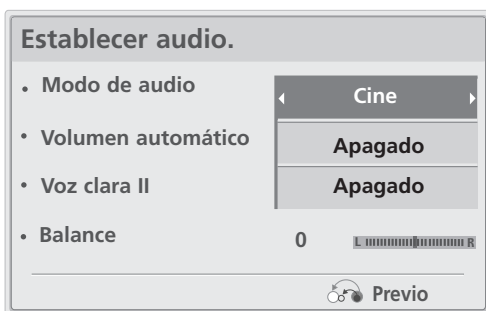 Establecer audio.
• Modo de audio Cine
• Volumen automático Apagado
• Voz clara II Apagado
• Balance 0 L R
Previo